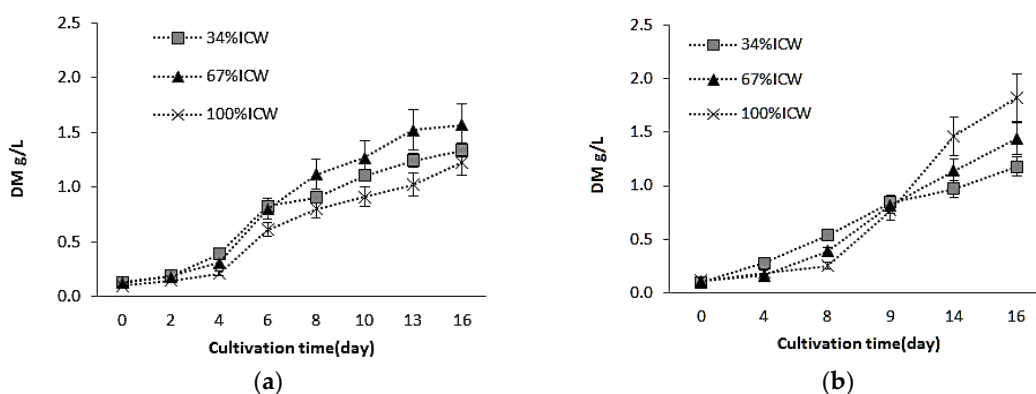 2.5
2.0
1.5
1.0
0.5
0.0
DM g/L
34%ICW
67%ICW
100%ICW
0 2 4 6 8 10 13 16
Cultivation time(day)
(a)
2.5
2.0
1.5
1.0
0.5
0.0
DM g/L
34%ICW
67%ICW
100%ICW
0 4 8 9 14 16
Cultivation time(day)
(b)